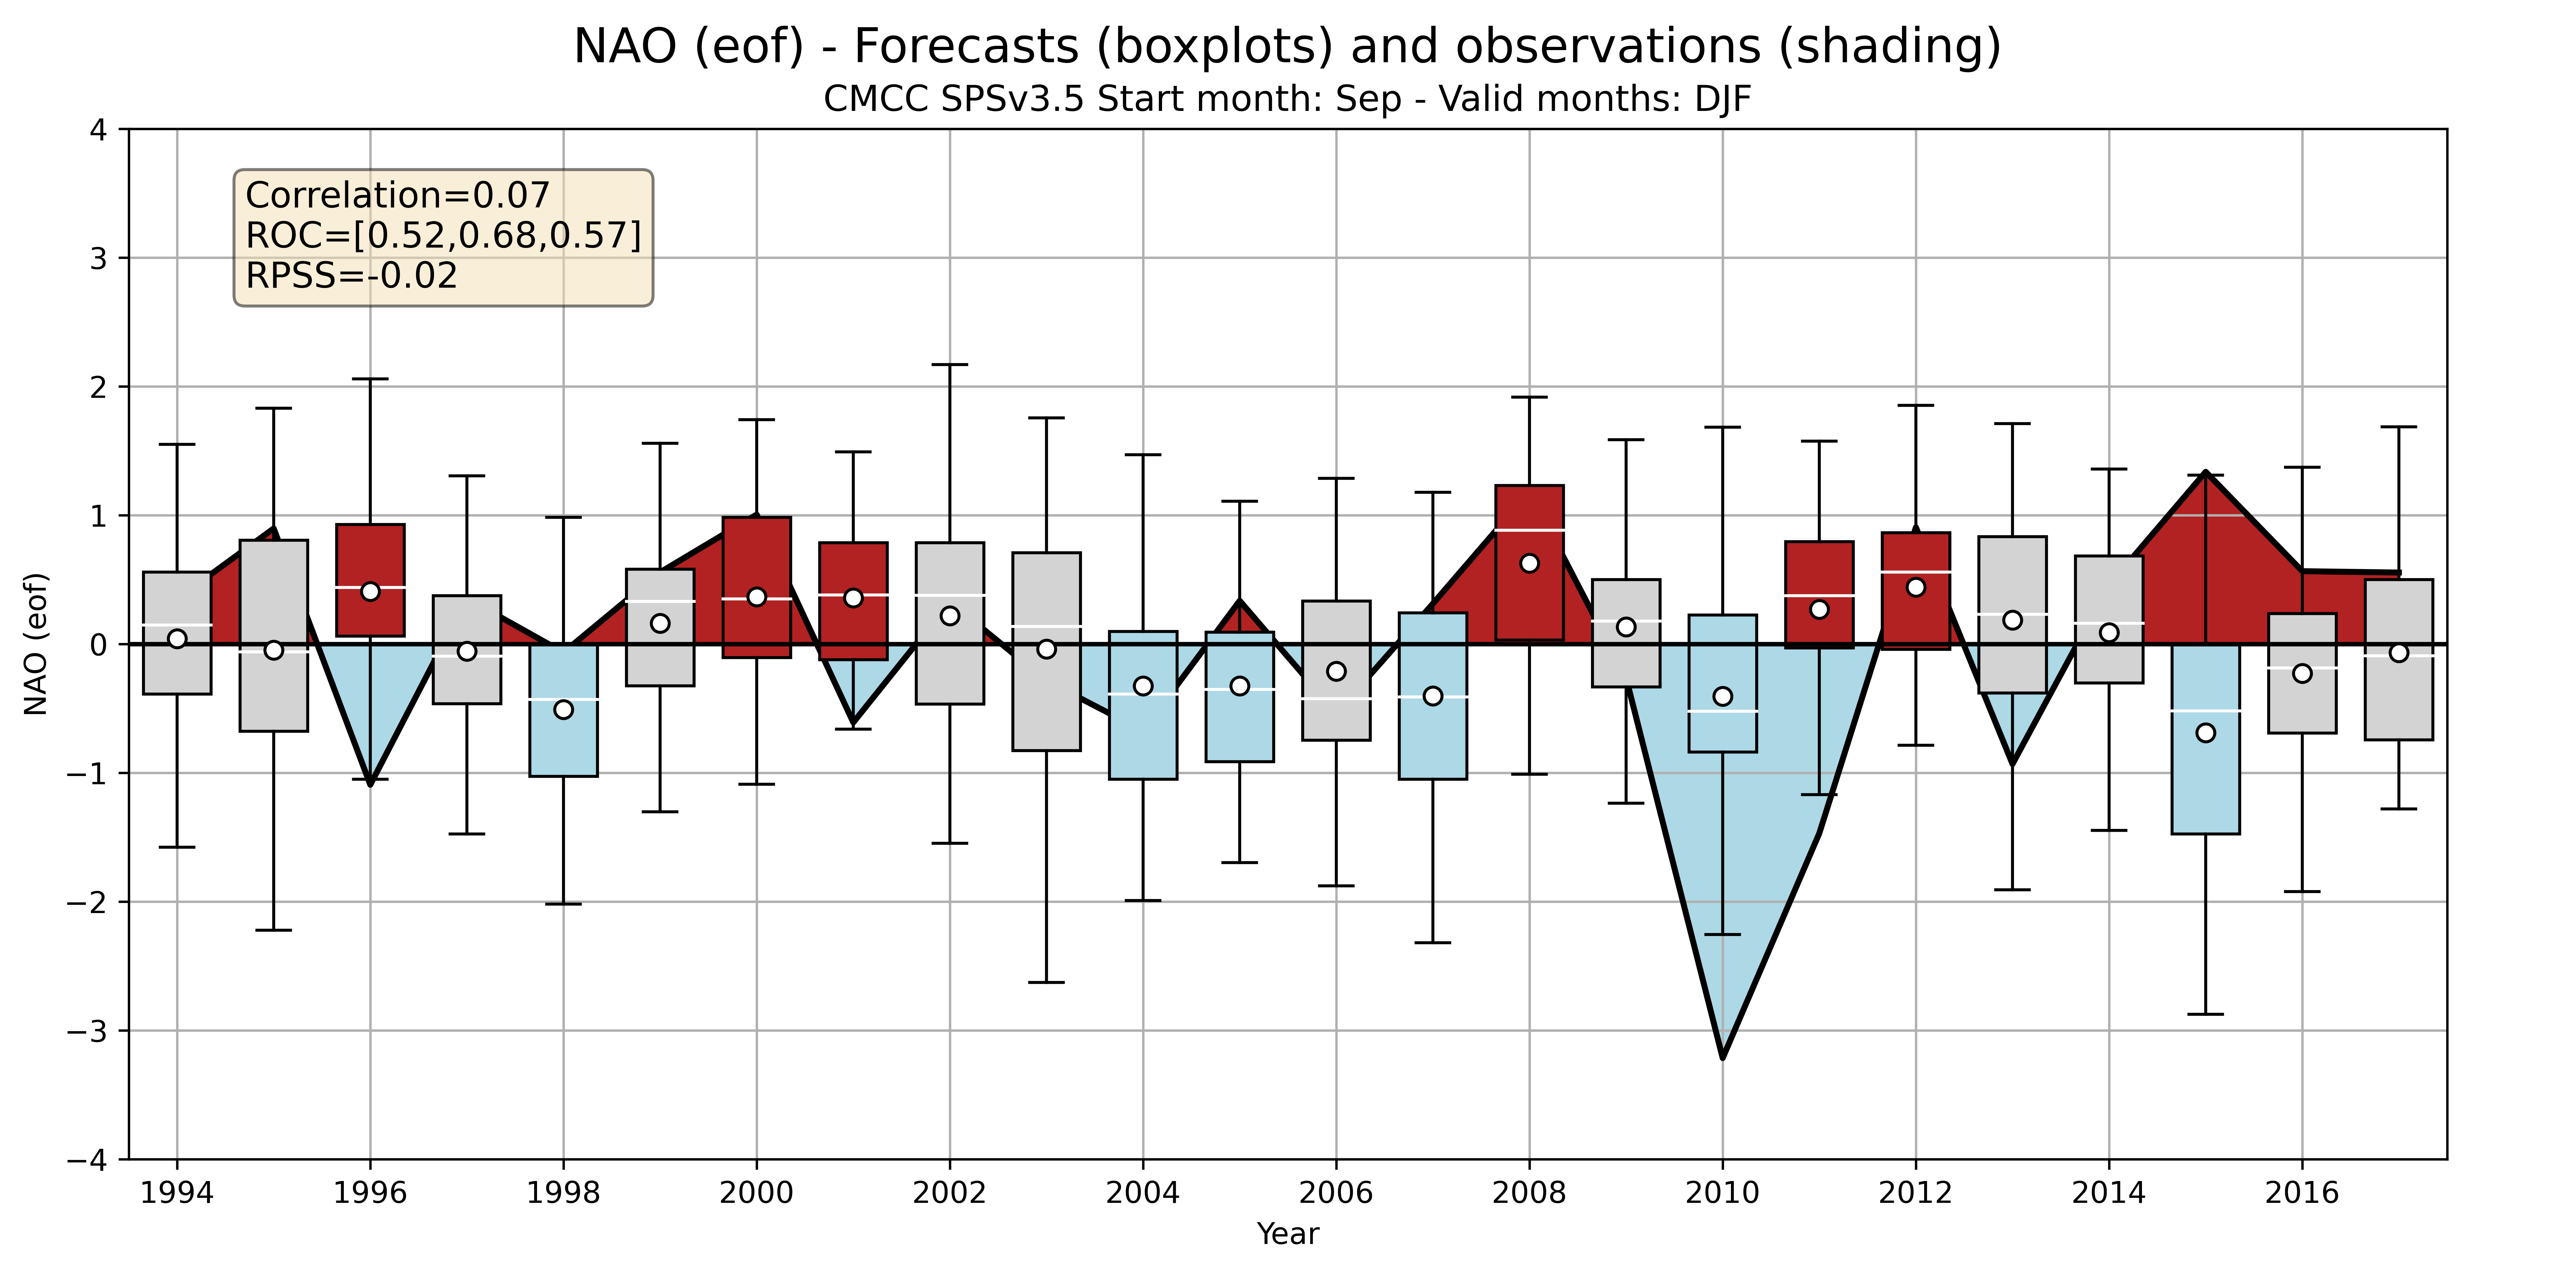 NAO (eof) - Forecasts (boxplots) and observations (shading)
CMCC SPSv3.5 Start month: Sep - Valid months: DJF
Correlation=0.07
ROC=[0.52,0.68,0.57]
RPSS=-0.02
NAO (eof)
4
3
2
1
0
−1
−2
−3
−4
1994 1996 1998 2000 2002 2004 2006 2008 2010 2012 2014 2016
Year